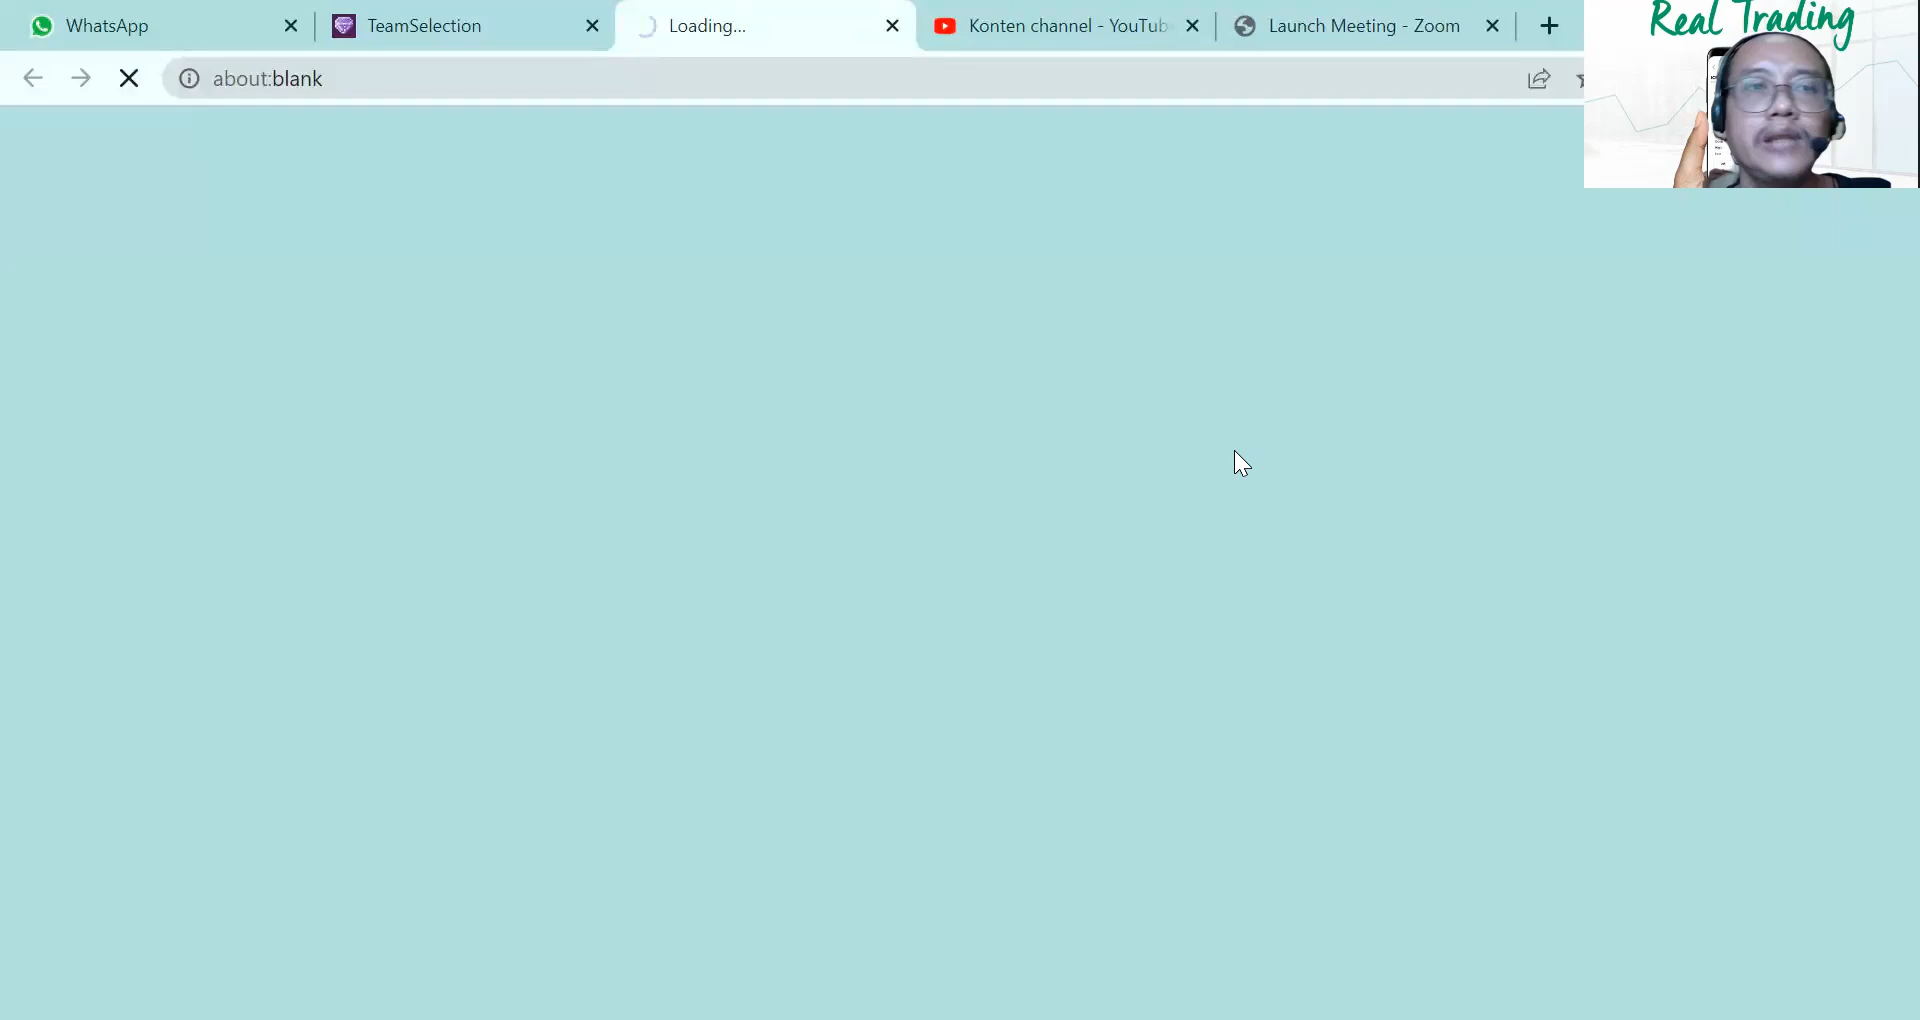 WhatsApp
TeamSelection
Loading...
Konten channel - YouTub
Launch Meeting - Zoom
about:blank
Real Trading